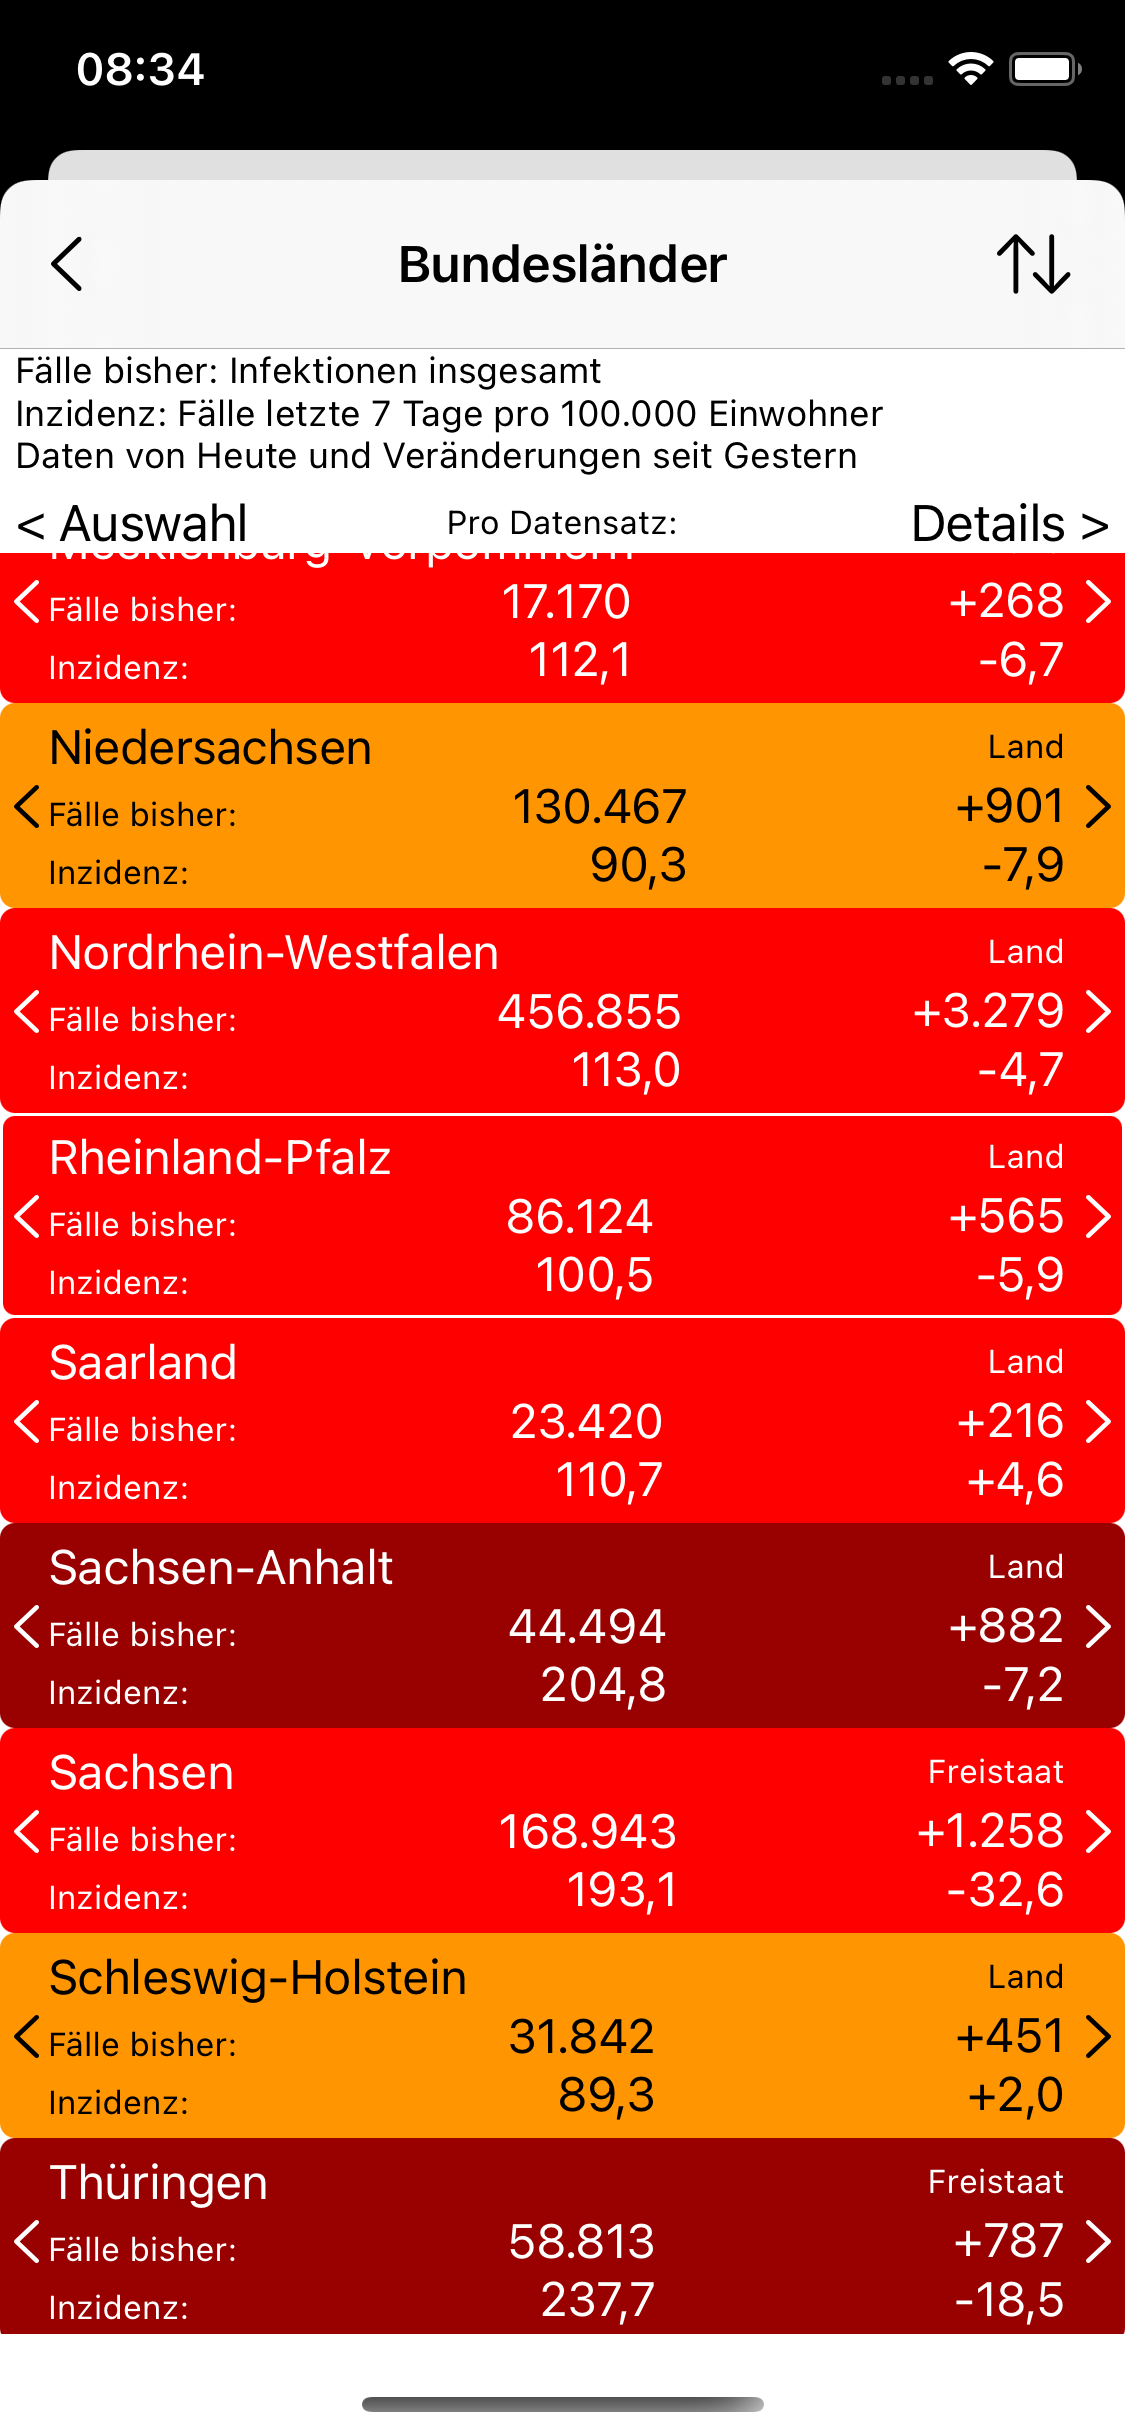 08:34
Bundesländer
Fälle bisher: Infektionen insgesamt
Inzidenz: Fälle letzte 7 Tage pro 100.000 Einwohner
Daten von Heute und Veränderungen seit Gestern
< Auswahl Pro Datensatz: Details >
Mecklenburg-Vorpommern
Fälle bisher: 17.170 +268
Inzidenz: 112,1 -6,7
Niedersachsen Land
Fälle bisher: 130.467 +901
Inzidenz: 90,3 -7,9
Nordrhein-Westfalen Land
Fälle bisher: 456.855 +3.279
Inzidenz: 113,0 -4,7
Rheinland-Pfalz Land
Fälle bisher: 86.124 +565
Inzidenz: 100,5 -5,9
Saarland Land
Fälle bisher: 23.420 +216
Inzidenz: 110,7 +4,6
Sachsen-Anhalt Land
Fälle bisher: 44.494 +882
Inzidenz: 204,8 -7,2
Sachsen Freistaat
Fälle bisher: 168.943 +1.258
Inzidenz: 193,1 -32,6
Schleswig-Holstein Land
Fälle bisher: 31.842 +451
Inzidenz: 89,3 +2,0
Thüringen Freistaat
Fälle bisher: 58.813 +787
Inzidenz: 237,7 -18,5